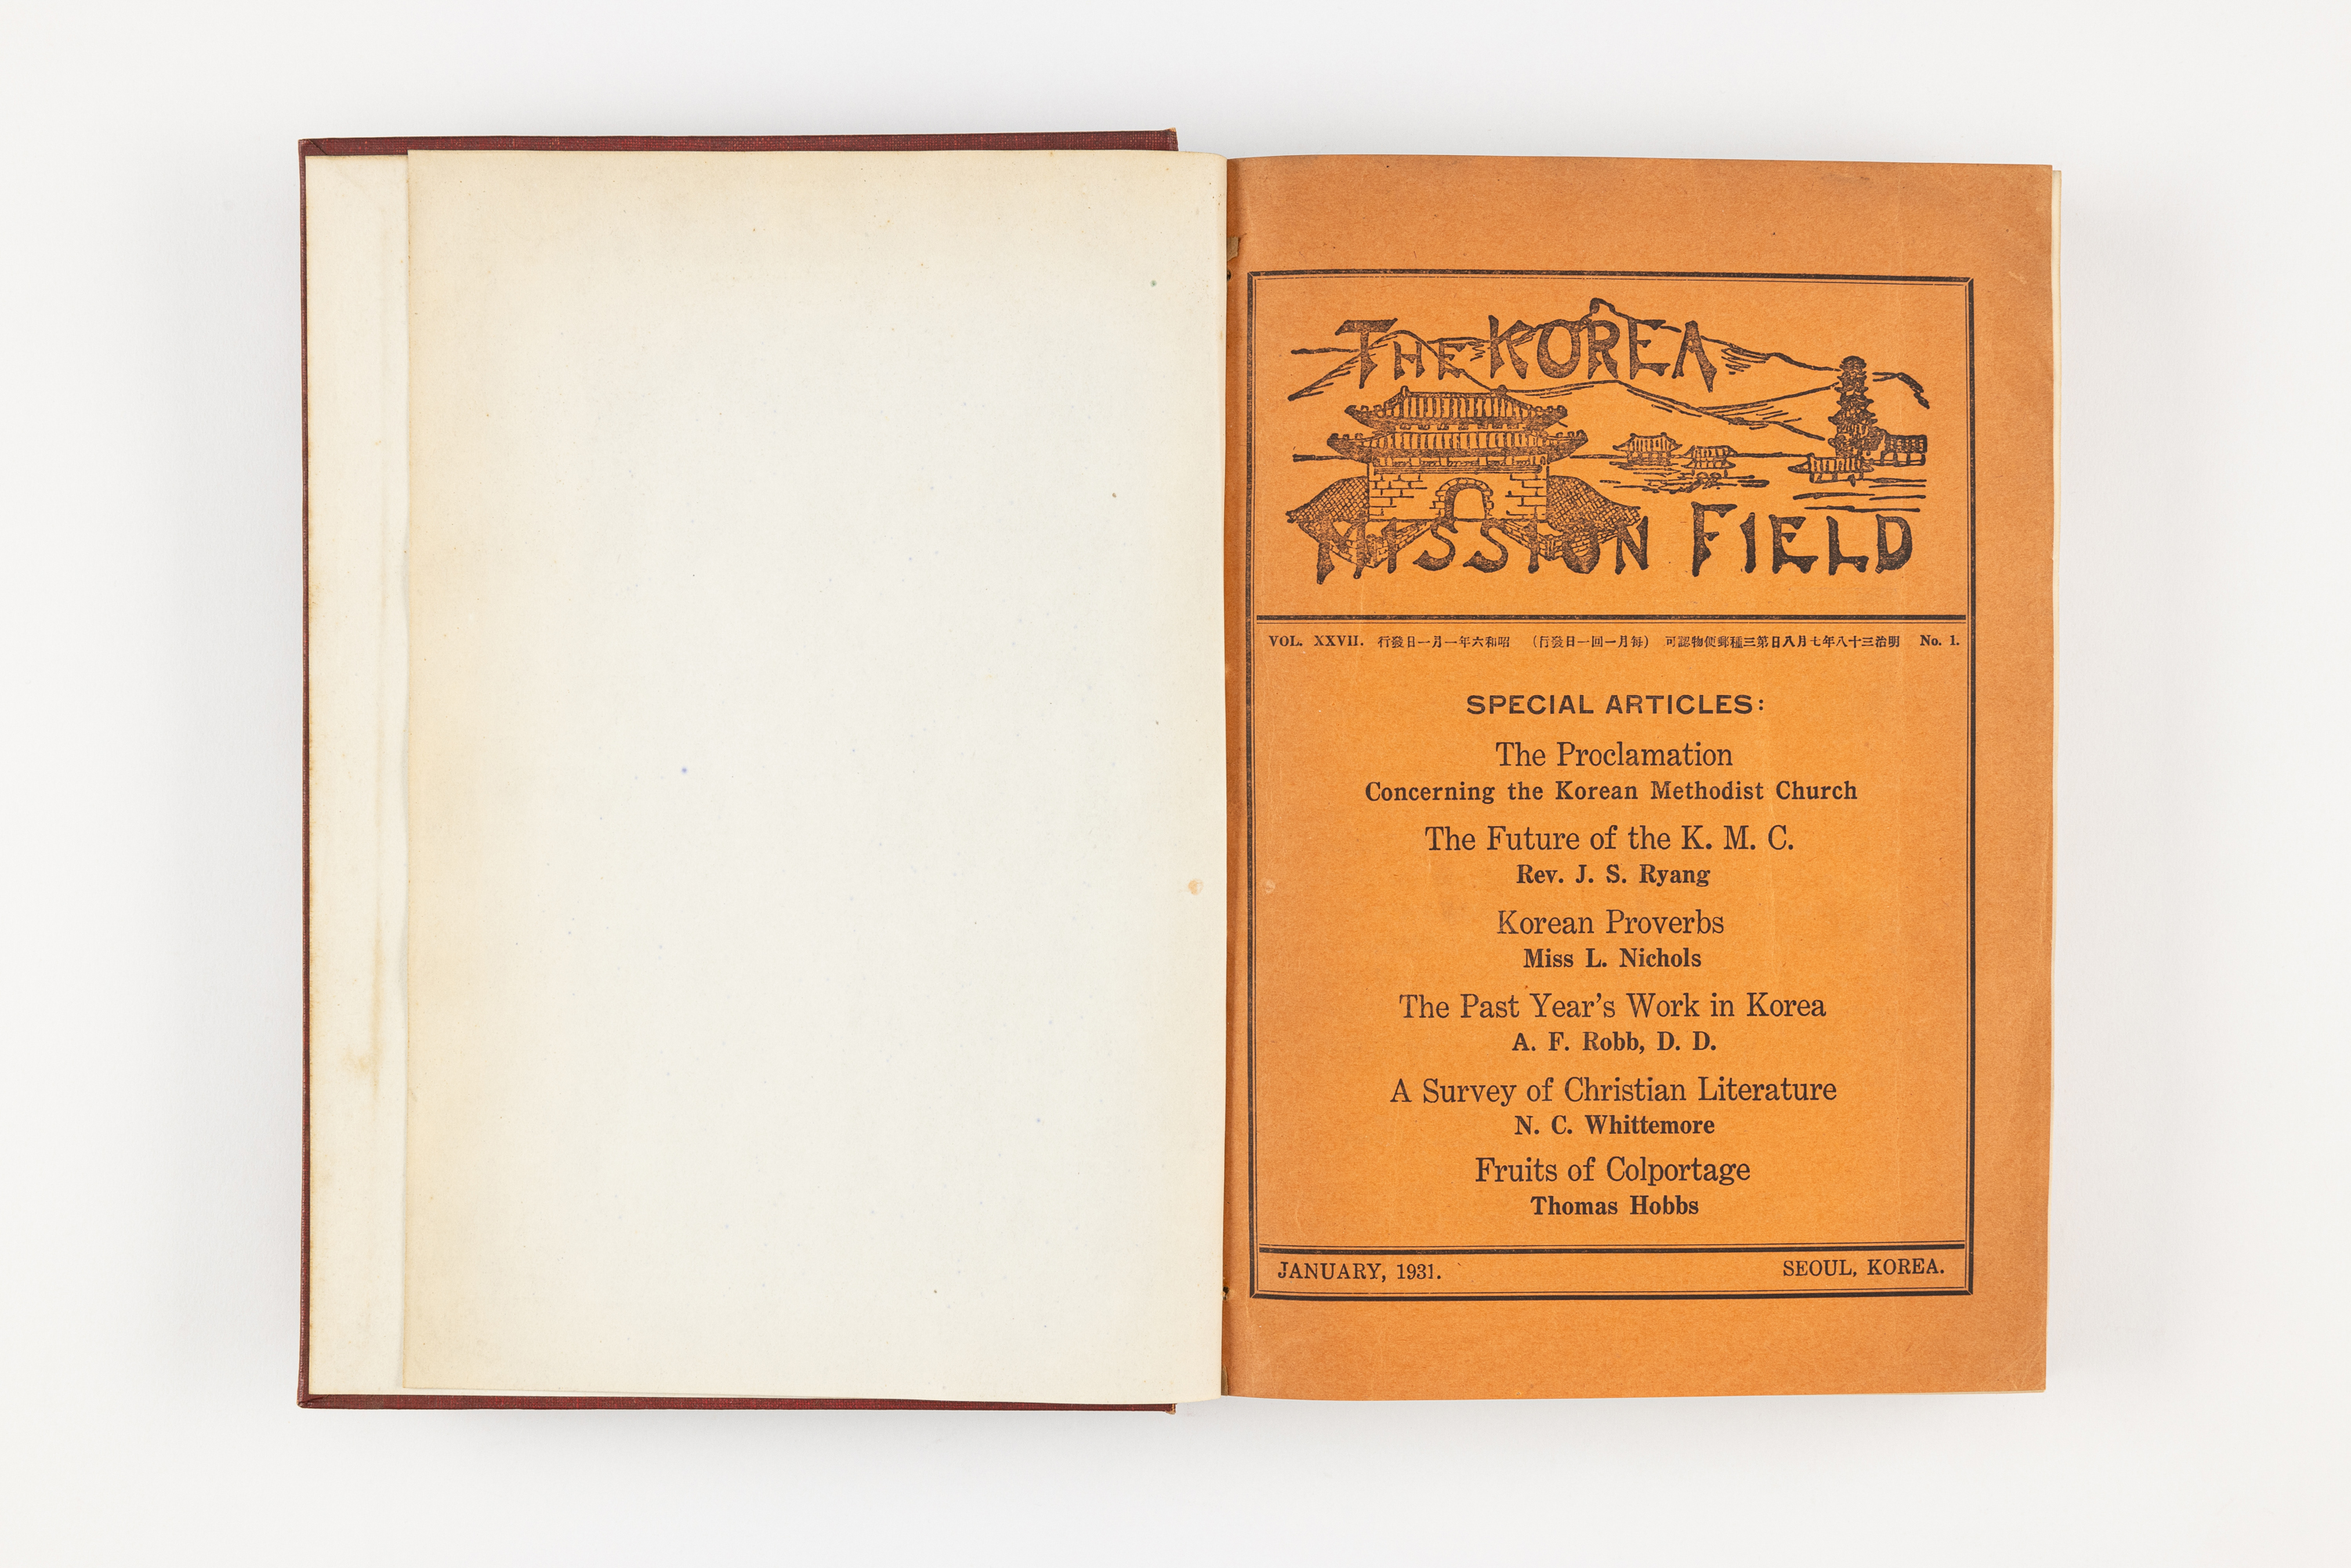 THE KOREA
MISSION FIELD
VOL. XXVII. 行發日一月一年六和昭 （行發日一回一月每） 可認物便郵種三第日八月七年八十三治明 No. 1.
SPECIAL ARTICLES:
The Proclamation
Concerning the Korean Methodist Church
The Future of the K. M. C.
Rev. J. S. Ryang
Korean Proverbs
Miss L. Nichols
The Past Year's Work in Korea
A. F. Robb, D. D.
A Survey of Christian Literature
N. C. Whittemore
Fruits of Colportage
Thomas Hobbs
JANUARY, 1931. SEOUL, KOREA.